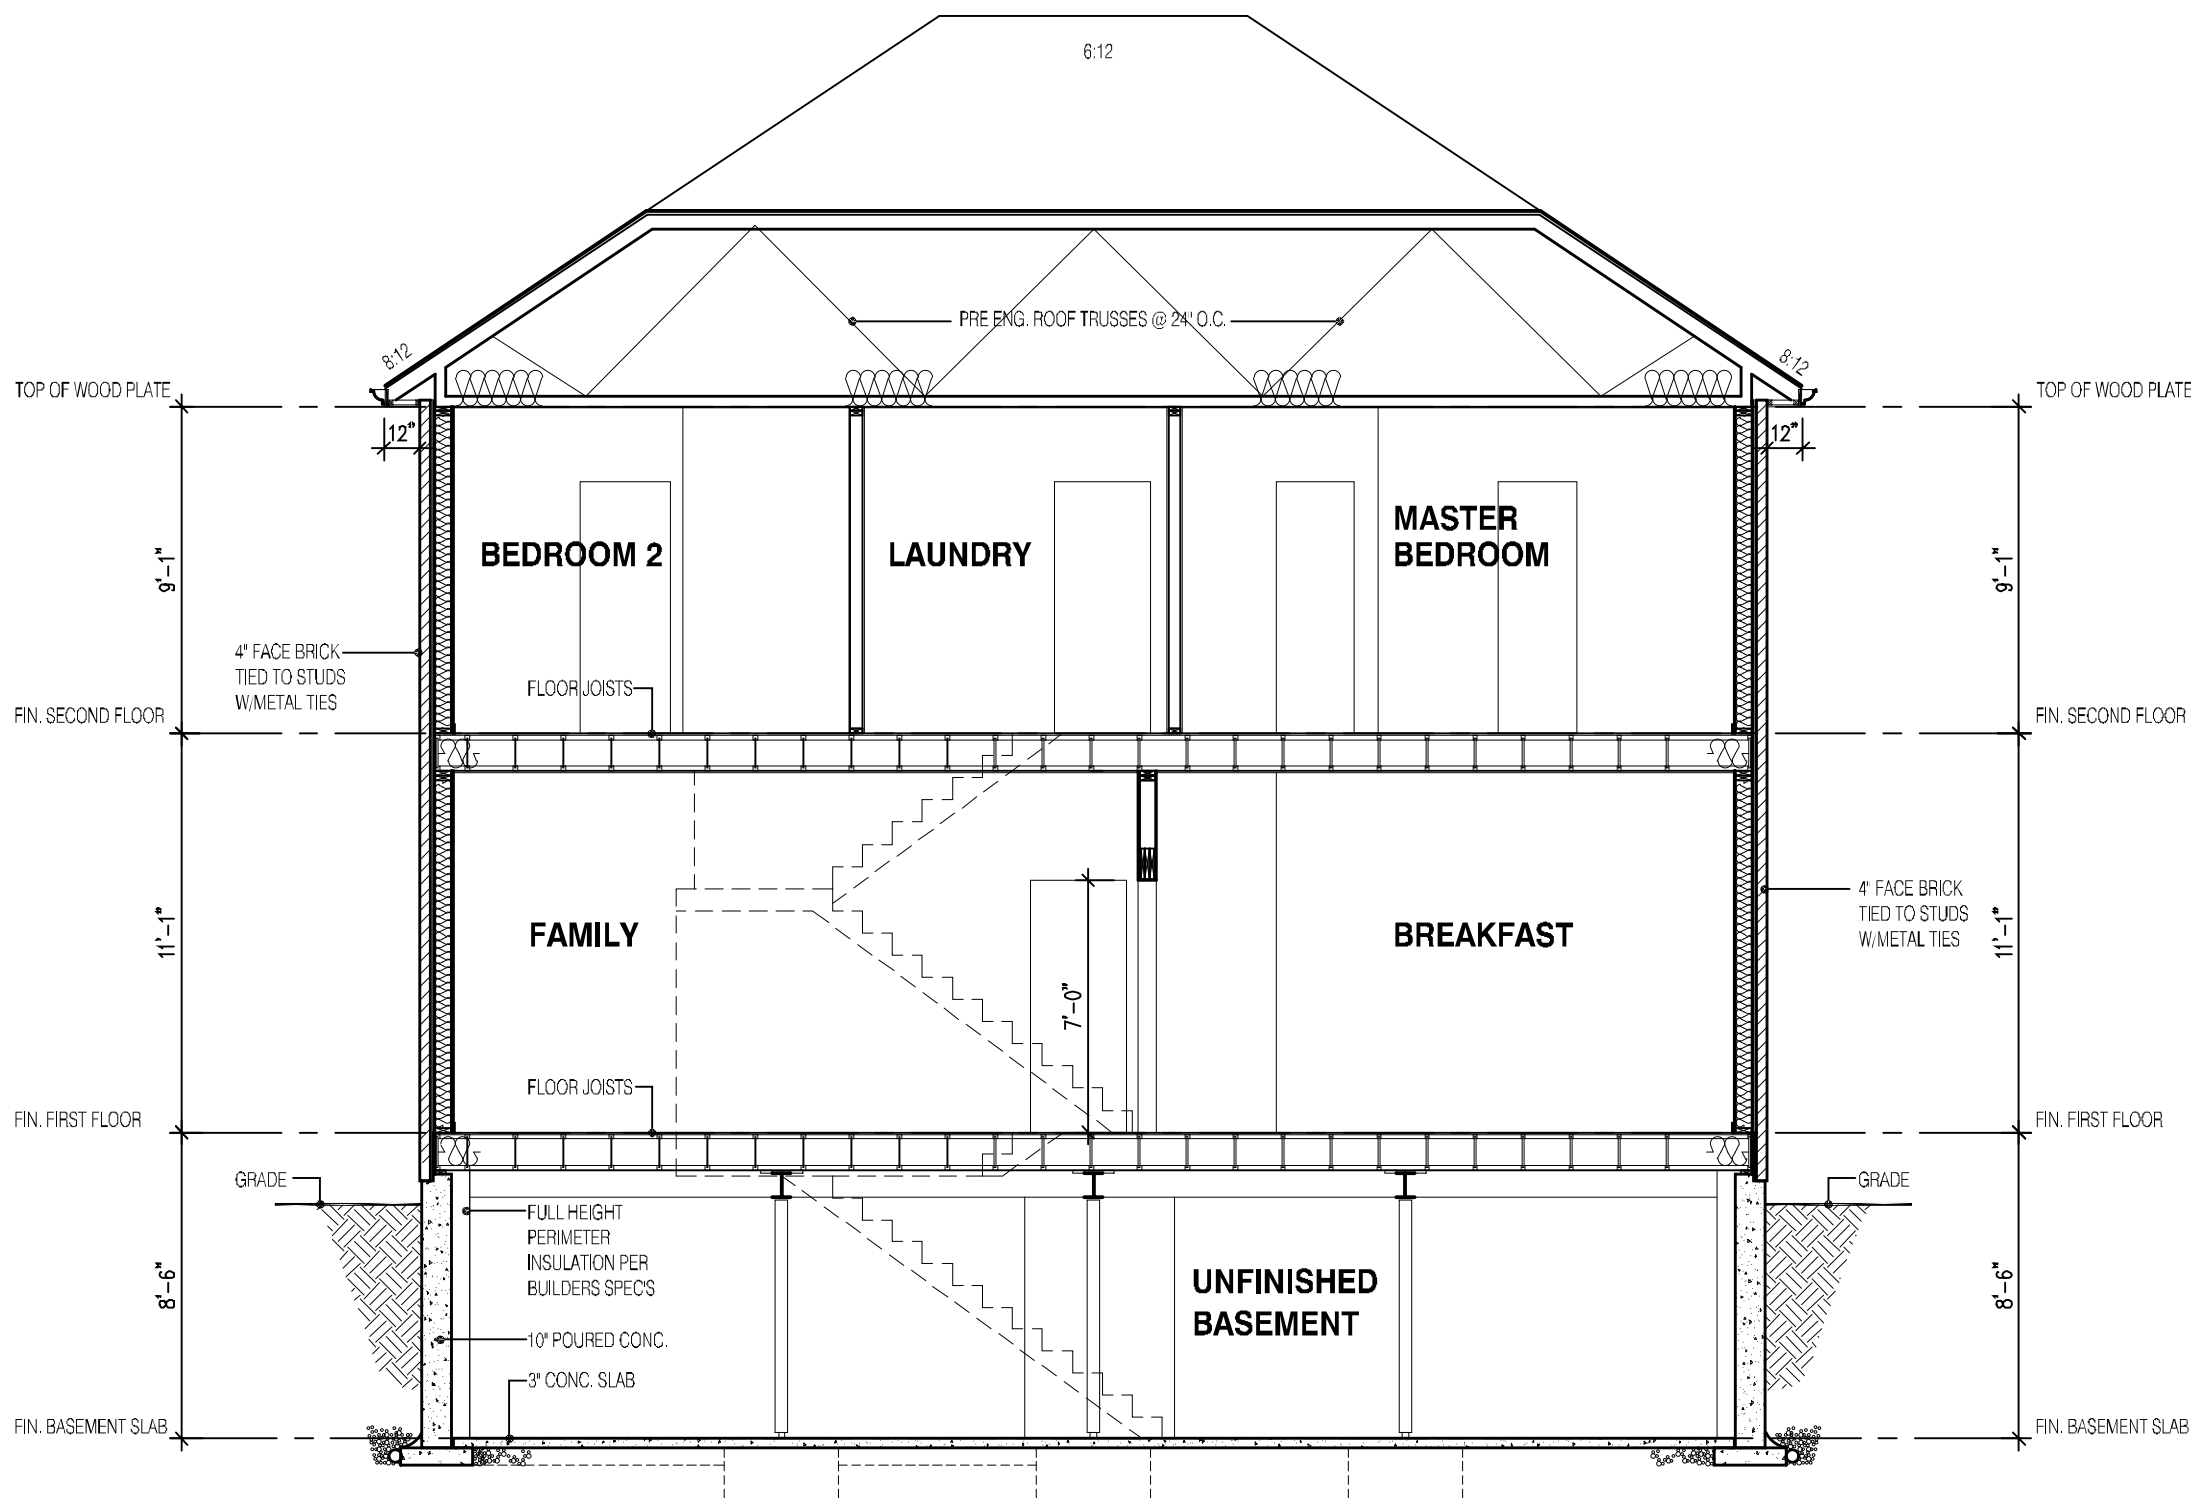 6:12
PRE ENG. ROOF TRUSSES @ 24" O.C.
8:12
8:12
TOP OF WOOD PLATE
TOP OF WOOD PLATE
12"
12"
BEDROOM 2
LAUNDRY
MASTER
BEDROOM
9'-1"
9'-1"
4" FACE BRICK
TIED TO STUDS
W/METAL TIES
FLOOR JOISTS
FIN. SECOND FLOOR
FIN. SECOND FLOOR
11'-1"
FAMILY
BREAKFAST
4" FACE BRICK
TIED TO STUDS
W/METAL TIES
11'-1"
7'-0"
FLOOR JOISTS
FIN. FIRST FLOOR
FIN. FIRST FLOOR
GRADE
GRADE
FULL HEIGHT
PERIMETER
INSULATION PER
BUILDERS SPEC'S
8'-6"
8'-6"
UNFINISHED
BASEMENT
10" POURED CONC.
3" CONC. SLAB
FIN. BASEMENT SLAB
FIN. BASEMENT SLAB